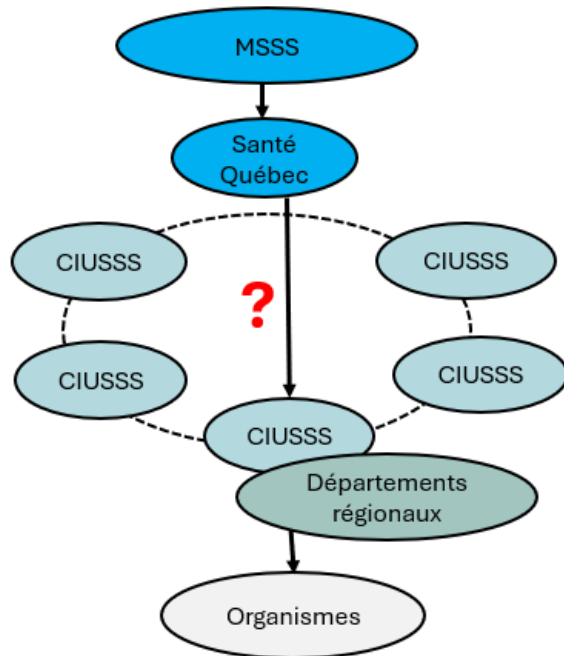 MSSS
Santé
Québec
CIUSSS
CIUSSS
?
CIUSSS
CIUSSS
CIUSSS
Départements
régionaux
Organismes